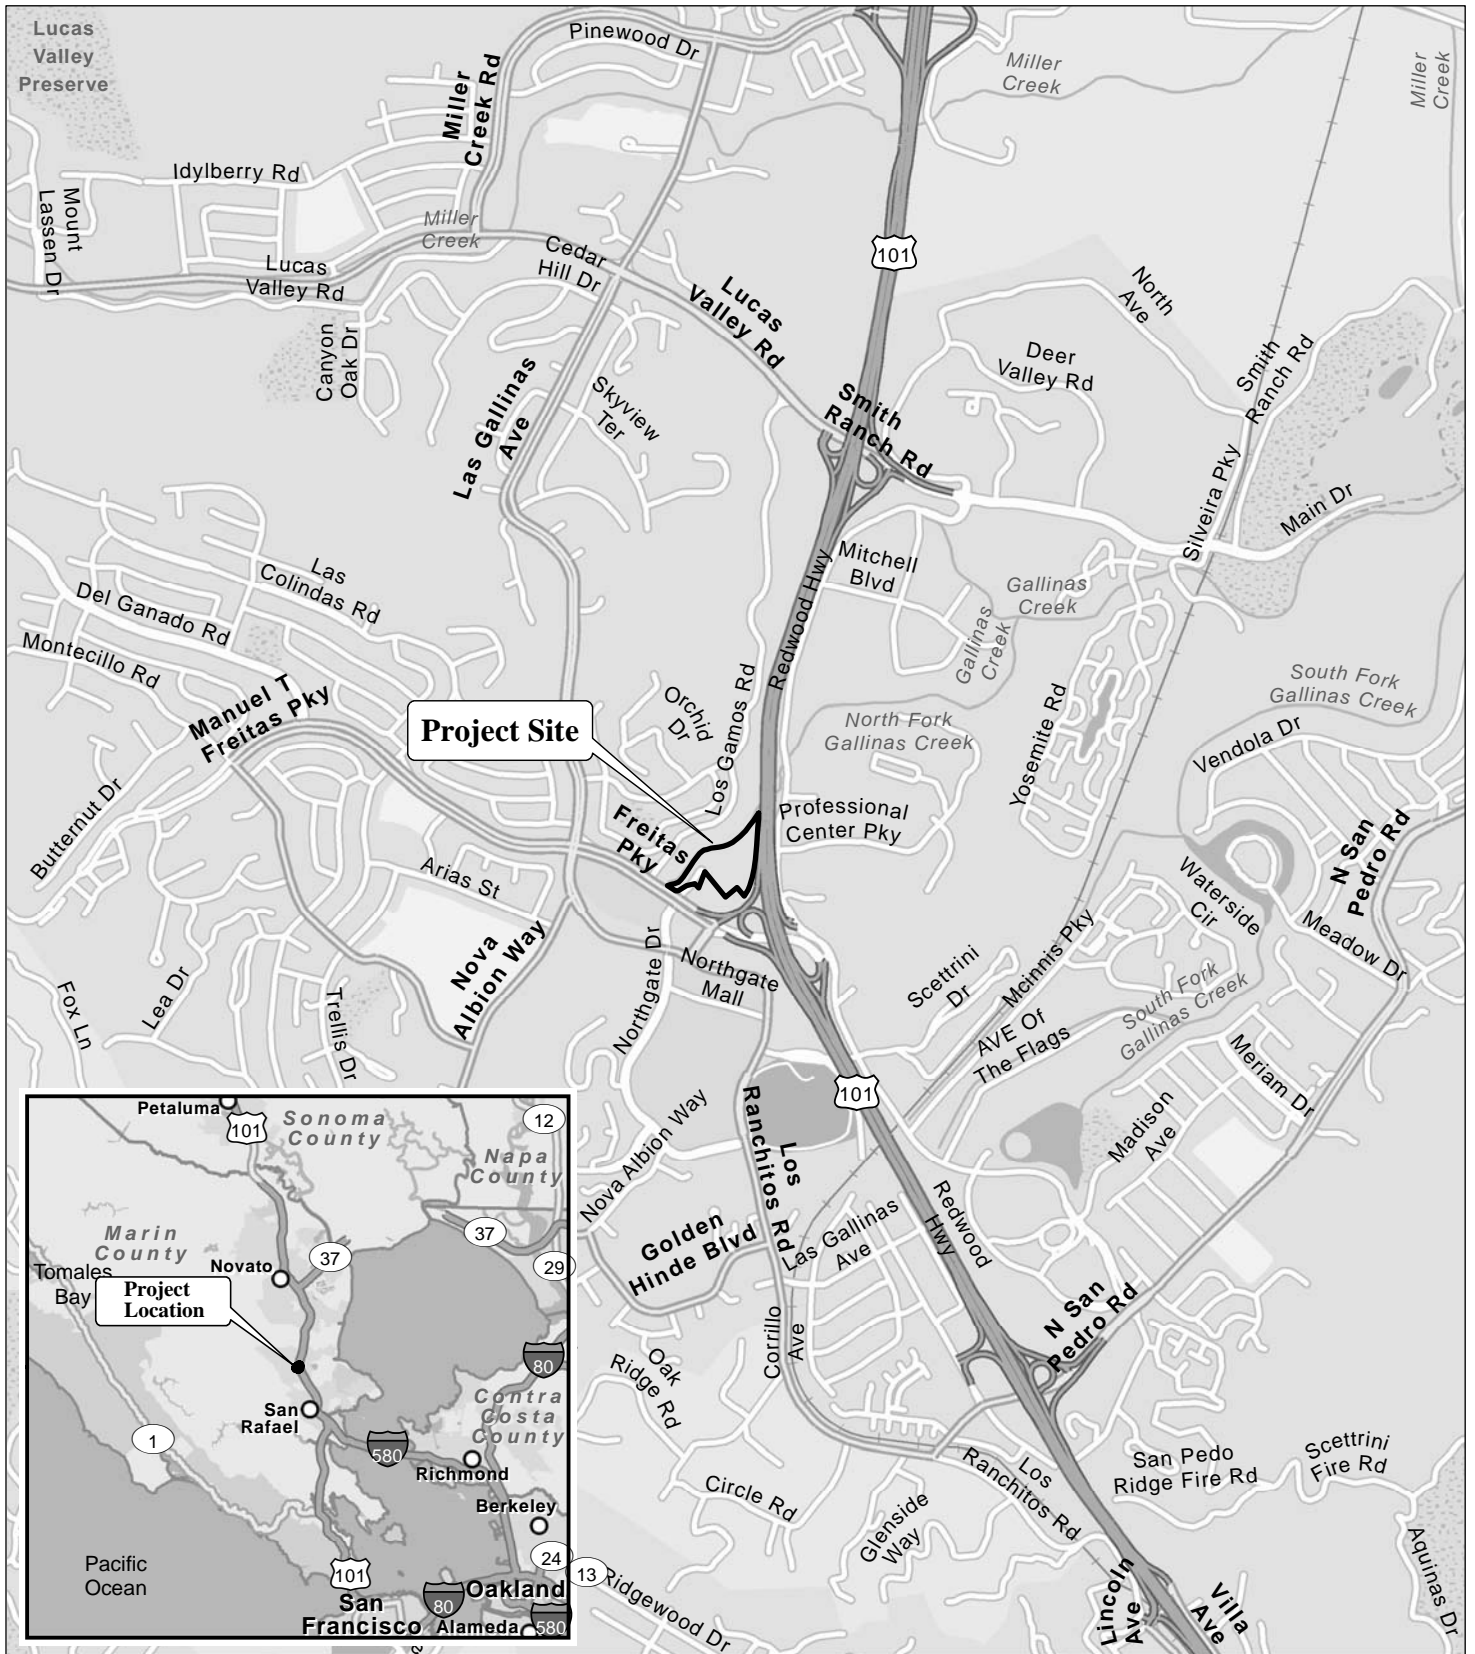 Lucas
Valley
Preserve
Pinewood Dr
Miller
Creek Rd
Miller
Creek
Miller
Creek
Idylberry Rd
Mount
Lassen Dr
Miller
Creek
Lucas
Valley Rd
Cedar
Hill Dr
101
Lucas
Valley Rd
North
Ave
Canyon
Oak Dr
Deer
Valley Rd
Smith
Ranch Rd
Las Gallinas
Ave
Skyview
Ter
Smith
Ranch Rd
Silveira Pky
Main Dr
Las
Colindas Rd
Del Ganado Rd
Montecillo Rd
Redwood Hwy
Mitchell
Blvd
Gallinas
Creek
Gallinas
Creek
Manuel T
Freitas Pky
Orchid
Dr
Los Gamos Rd
North Fork
Gallinas Creek
Yosemite Rd
South Fork
Gallinas Creek
Vendola Dr
Project Site
Butternut Dr
Freitas
Pky
Professional
Center Pky
N San
Pedro Rd
Arias St
Waterside
Cir
Meadow Dr
Nova
Albion Way
Northgate Dr
Northgate
Mall
Scettrini
Dr
Mcinnis Pky
South Fork
Gallinas Creek
Fox Ln
Lea Dr
Trellis Dr
AVE Of
The Flags
Meriam Dr
101
Madison
Ave
Nova Albion Way
Los
Ranchitos Rd
Golden
Hinde Blvd
Las Gallinas
Ave
Redwood
Hwy
N San
Pedro Rd
Corrillo
Ave
Oak
Ridge Rd
Circle Rd
Glenside
Way
Los
Ranchitos Rd
San Pedo
Ridge Fire Rd
Scettrini
Fire Rd
Aquinas Dr
Lincoln
Ave
Villa
Ave
Ridgewood Dr
Petaluma
101
Sonoma
County
12
Napa
County
Marin
County
37
37
29
Tomales
Bay
Novato
Project
Location
80
San
Rafael
Contra
Costa
County
1
580
Richmond
Berkeley
24
13
Pacific
Ocean
101
San
Francisco
80
Oakland
Alameda
580